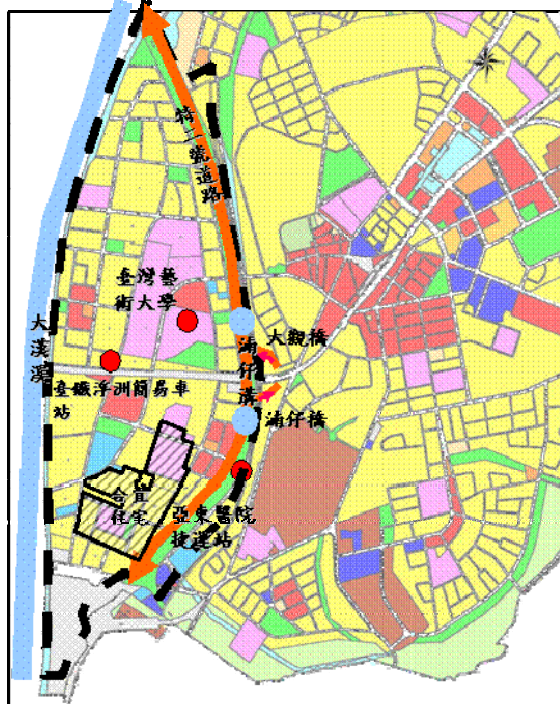 特二號道路
臺灣藝
術大學
大漢溪
大觀橋
湳仔溝
臺鐵浮洲簡易車
站
湳仔橋
合宜
住宅
亞東醫院
捷運站